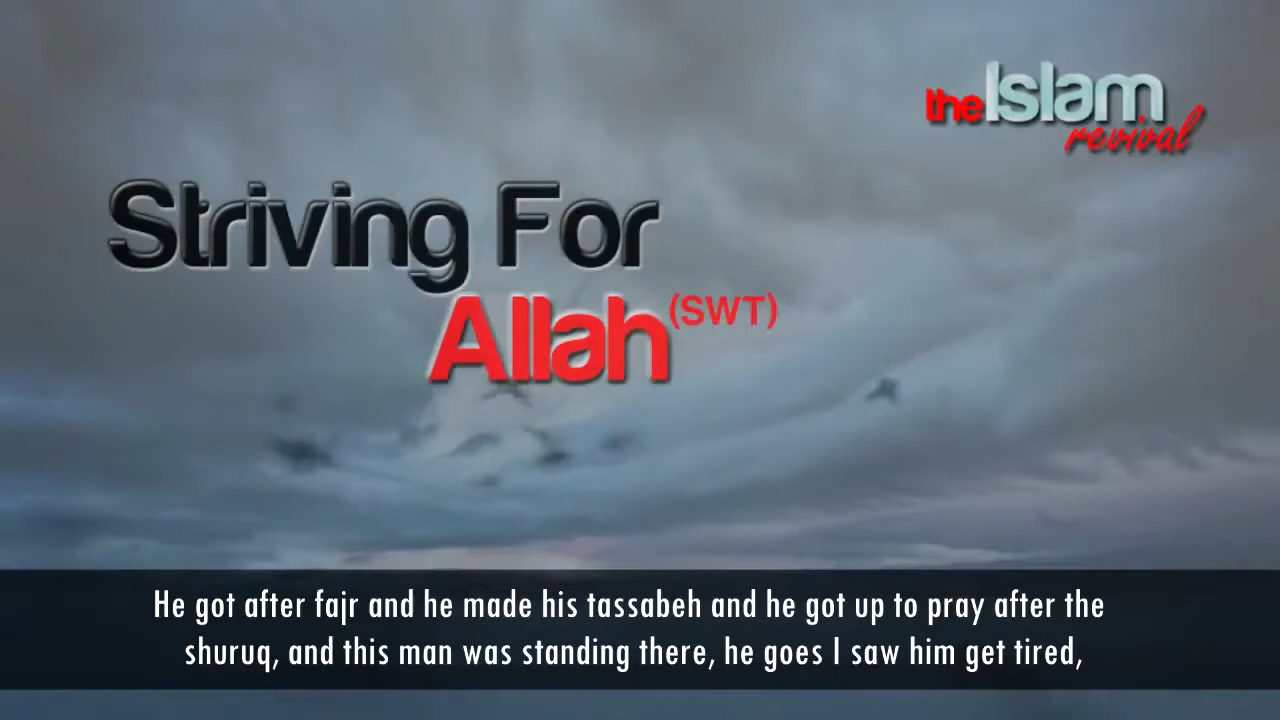 the Islam
revival
Striving For
Allah (SWT)
He got after fajr and he made his tassabeh and he got up to pray after the
shuruq, and this man was standing there, he goes I saw him get tired,